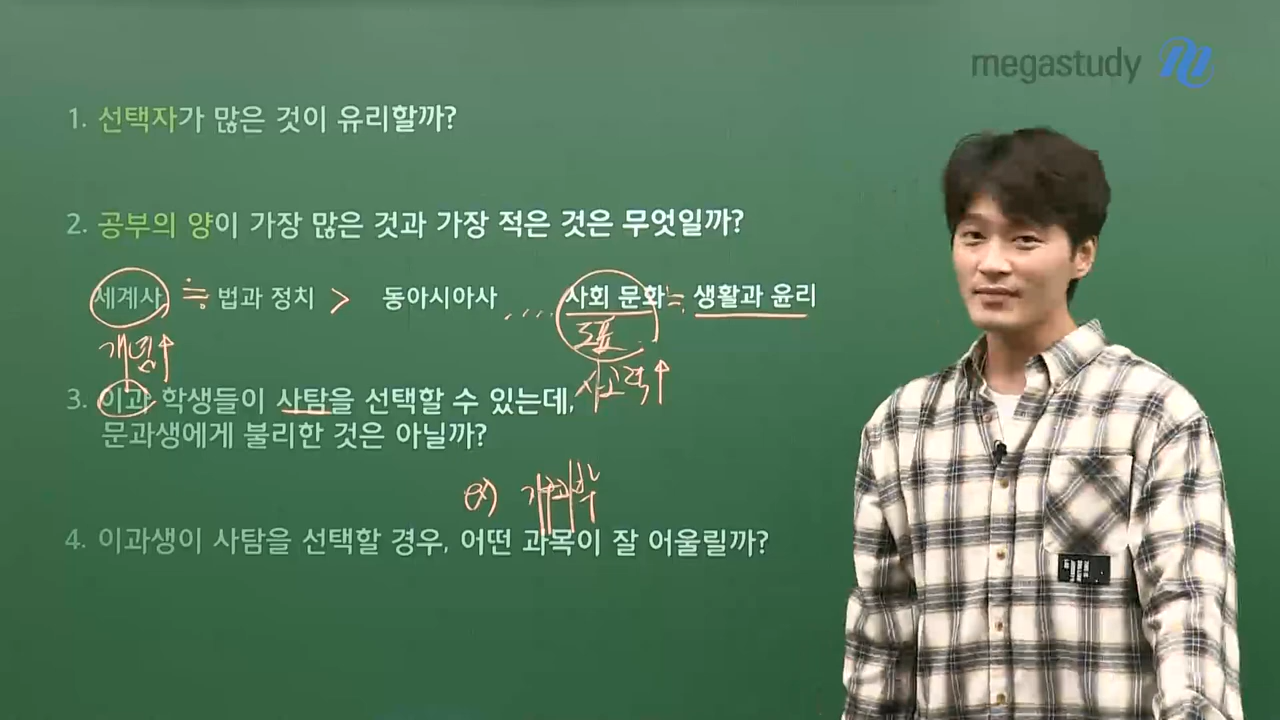 megastudy
1. 선택자가 많은 것이 유리할까?
2. 공부의 양이 가장 많은 것과 가장 적은 것은 무엇일까?
세계사 ≒ 법과 정치 > 동아시아사 .... 사회 문화 = 생활과 윤리
개념↑ 도표
사고력↑
3. 이과 학생들이 사탐을 선택할 수 있는데,
문과생에게 불리한 것은 아닐까?
ex)
4. 이과생이 사탐을 선택할 경우, 어떤 과목이 잘 어울릴까?